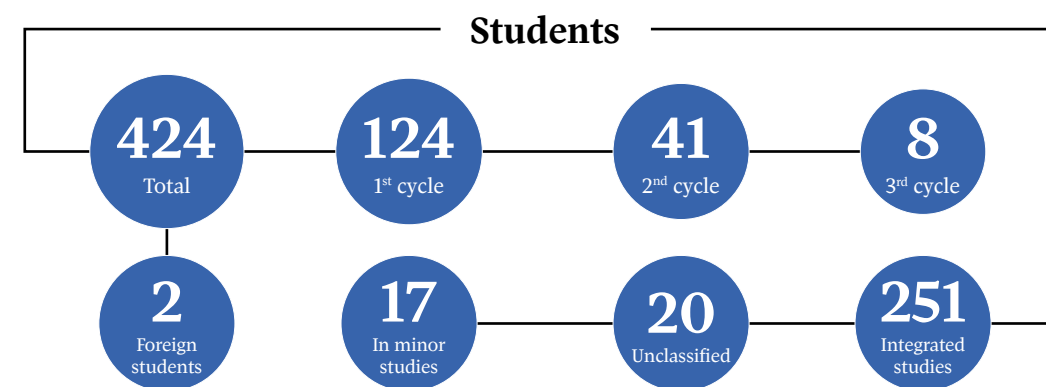 Students
424
Total
124
1st cycle
41
2nd cycle
8
3rd cycle
2
Foreign
students
17
In minor
studies
20
Unclassified
251
Integrated
studies